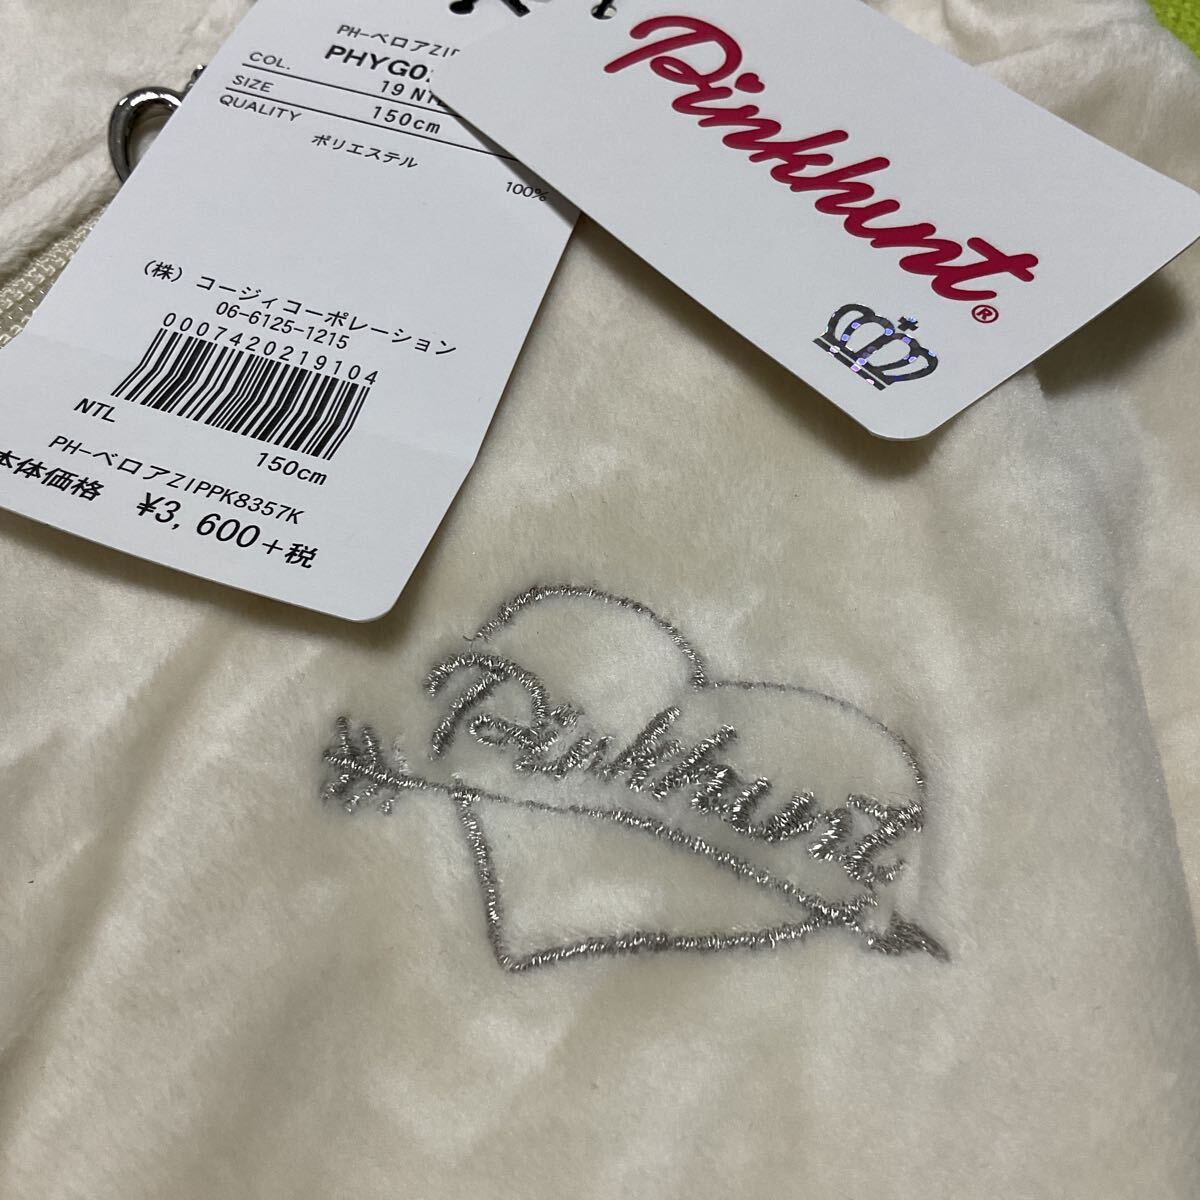 PH-ベロアZIP
PHYG0
COL. 19 NTL
SIZE 150cm
QUALITY
ポリエステル 100%
(株) コージィコーポレーション
06-6125-1215
000742021910 4
NTL 150cm
PH-ベロアZIPPK8357K
本体価格 ¥3,600+税
Pinkhunt®
Pinkhunt